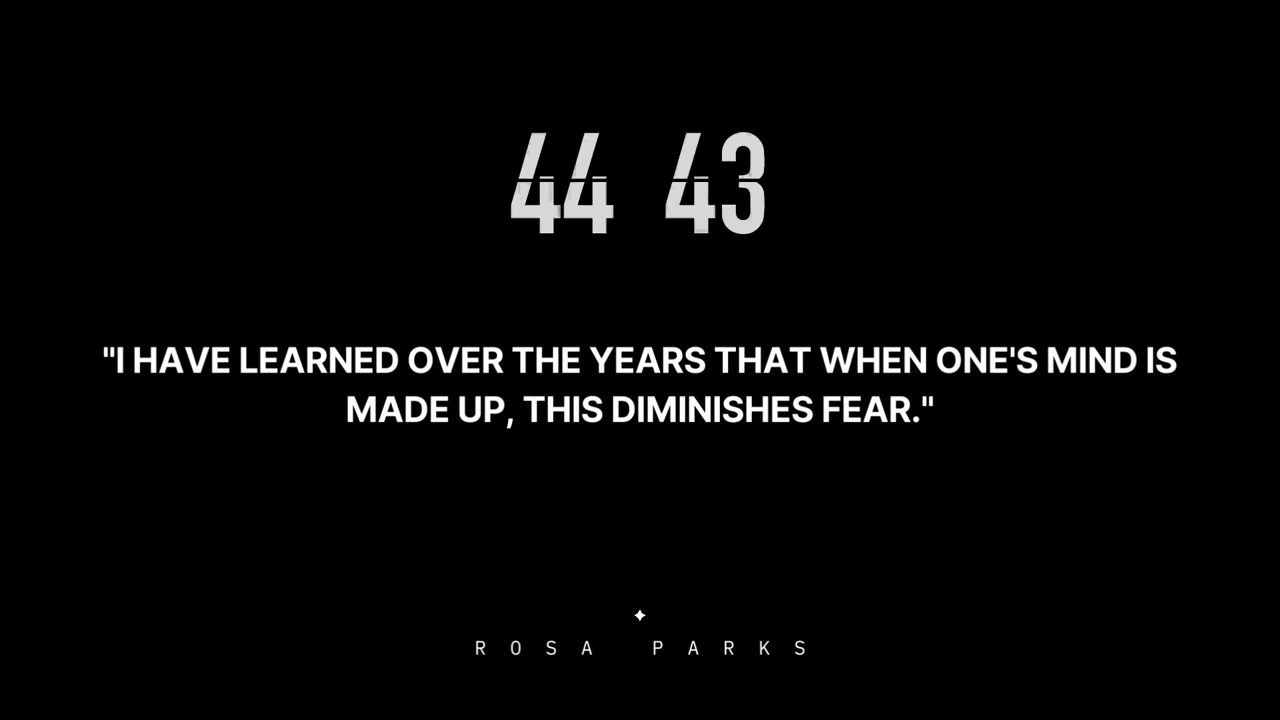 44 43
"I HAVE LEARNED OVER THE YEARS THAT WHEN ONE'S MIND IS
MADE UP, THIS DIMINISHES FEAR."
ROSA PARKS